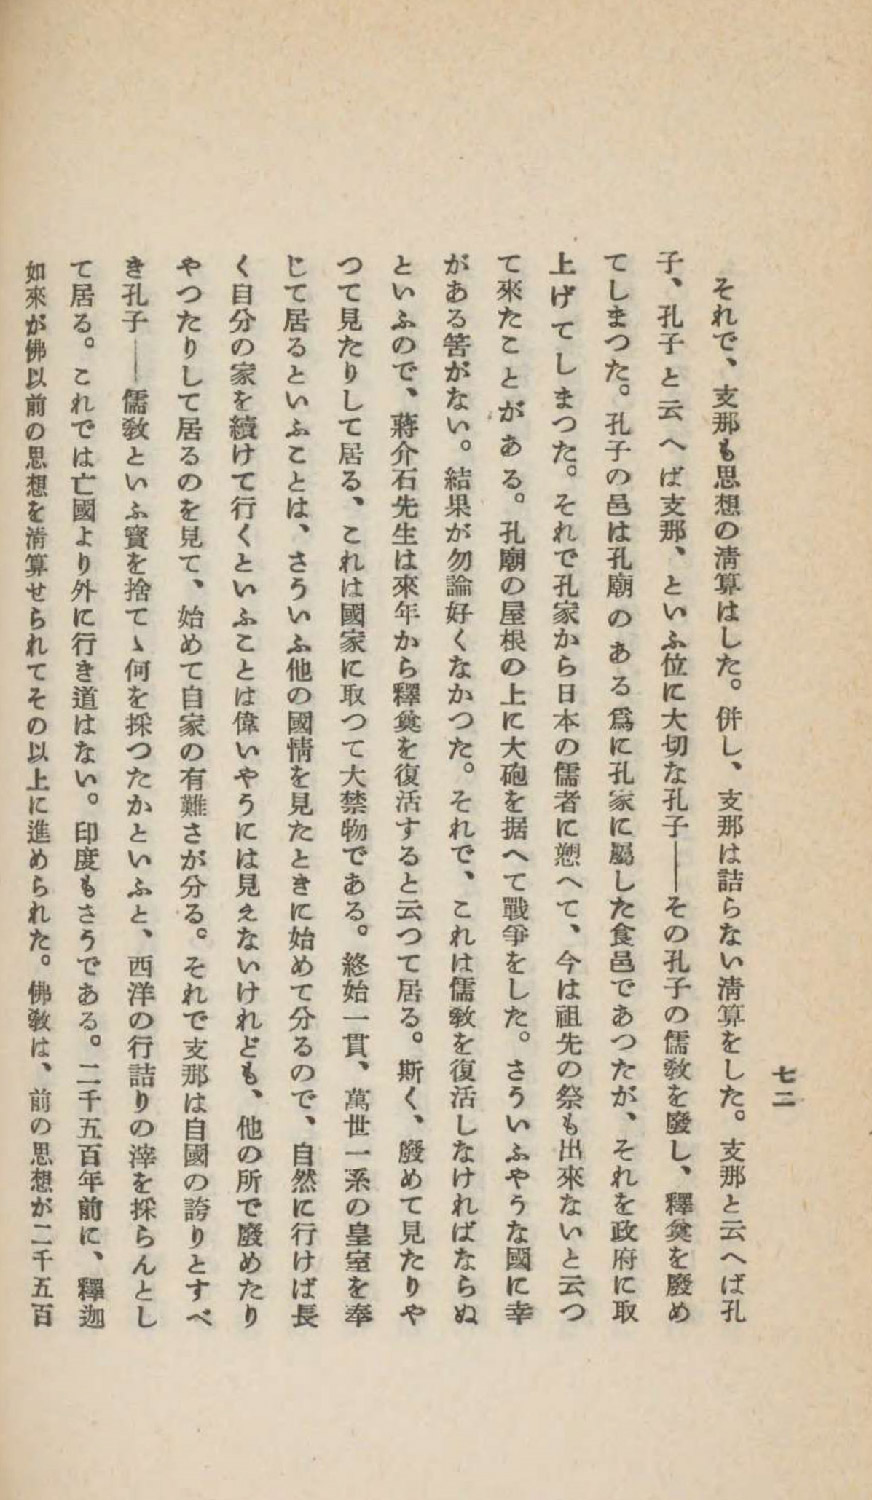 七二
それで、支那も思想の淸算はした。併し、支那は詰らない淸算をした。支那と云へば孔
子、孔子と云へば支那、といふ位に大切な孔子——その孔子の儒敎を廢し、釋奠を廢め
てしまつた。孔子の邑は孔廟のある爲に孔家に屬した食邑であつたが、それを政府に取
上げてしまつた。それで孔家から日本の儒者に愬へて、今は祖先の祭も出來ないと云つ
て來たことがある。孔廟の屋根の上に大砲を据へて戰爭をした。さういふやうな國に幸
がある筈がない。結果が勿論好くなかつた。それで、これは儒敎を復活しなければならぬ
といふので、蔣介石先生は來年から釋奠を復活すると云つて居る。斯く、廢めて見たりや
つて見たりして居る、これは國家に取つて大禁物である。終始一貫、萬世一系の皇室を奉
じて居るといふことは、さういふ他の國情を見たときに始めて分るので、自然に行けば長
く自分の家を續けて行くといふことは偉いやうには見えないけれども、他の所で廢めたり
やつたりして居るのを見て、始めて自家の有難さが分る。それで支那は自國の誇りとすべ
き孔子——儒敎といふ寶を捨てゝ何を採つたかといふと、西洋の行詰りの滓を採らんとし
て居る。これでは亡國より外に行き道はない。印度もさうである。二千五百年前に、釋迦
如來が佛以前の思想を淸算せられてその以上に進められた。佛敎は、前の思想が二千五百